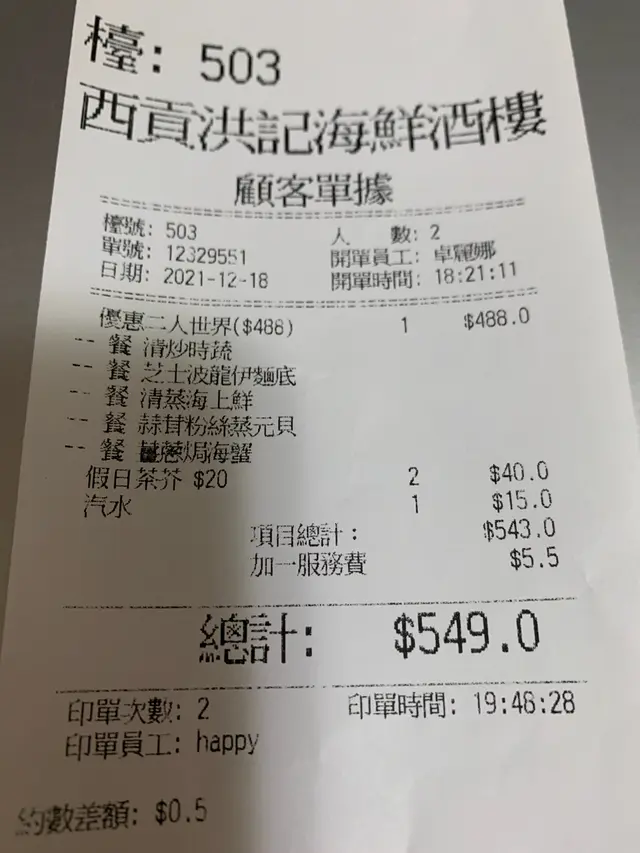 檯: 503
西貢洪記海鮮酒樓
顧客單據
檯號: 503 人 數: 2
單號: 12329551 開單員工: 卓麗娜
日期: 2021-12-18 開單時間: 18:21:11
優惠二人世界($488) 1 $488.0
-- 餐 清炒時蔬
-- 餐 芝士波龍伊麵底
-- 餐 清蒸海上鮮
-- 餐 蒜茸粉絲蒸元貝
-- 餐 薑蔥焗海蟹
假日茶芥 $20 2 $40.0
汽水 1 $15.0
項目總計: $543.0
加一服務費 $5.5
總計: $549.0
印單次數: 2 印單時間: 19:48:28
印單員工: happy
約數差額: $0.5